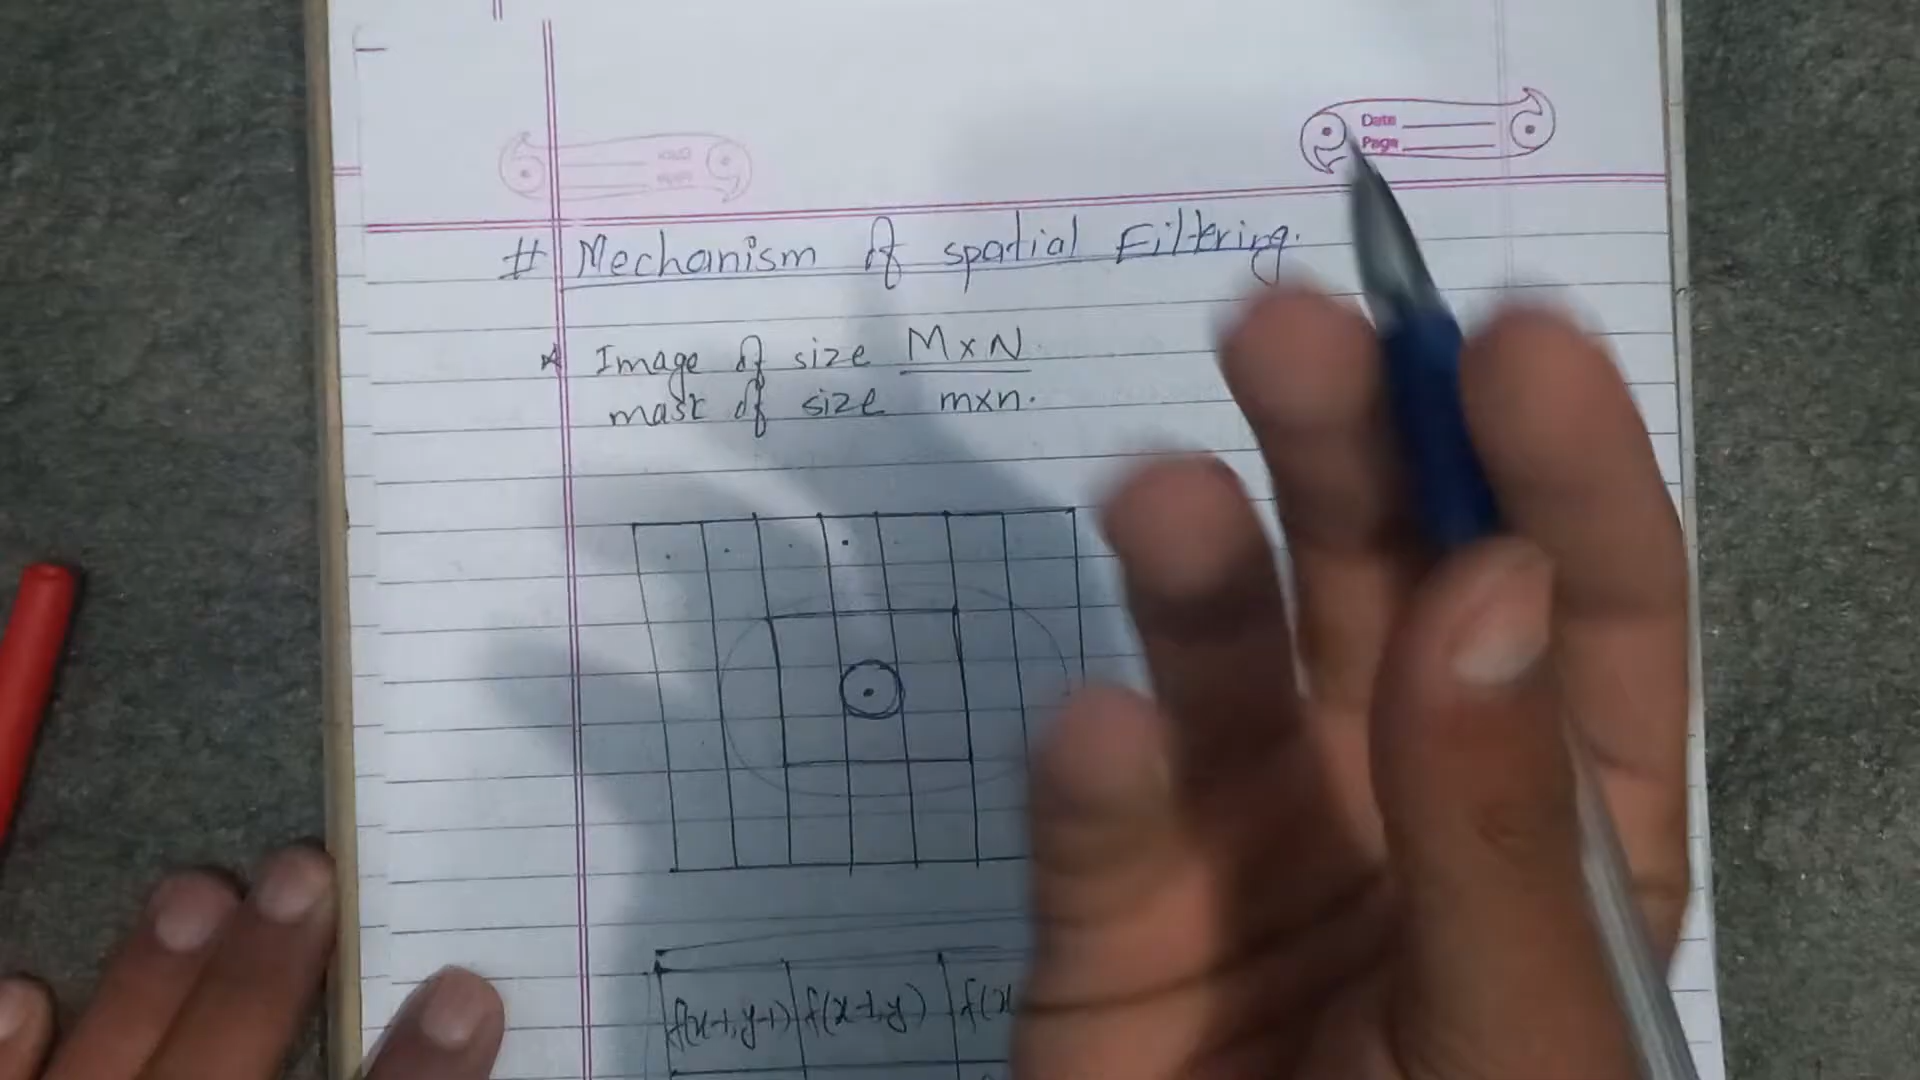 Date
Page
# Mechanism of spatial Filtering.
Image of size M×N
mask of size m×n.
f(x-1,y-1) f(x-1,y) f(x